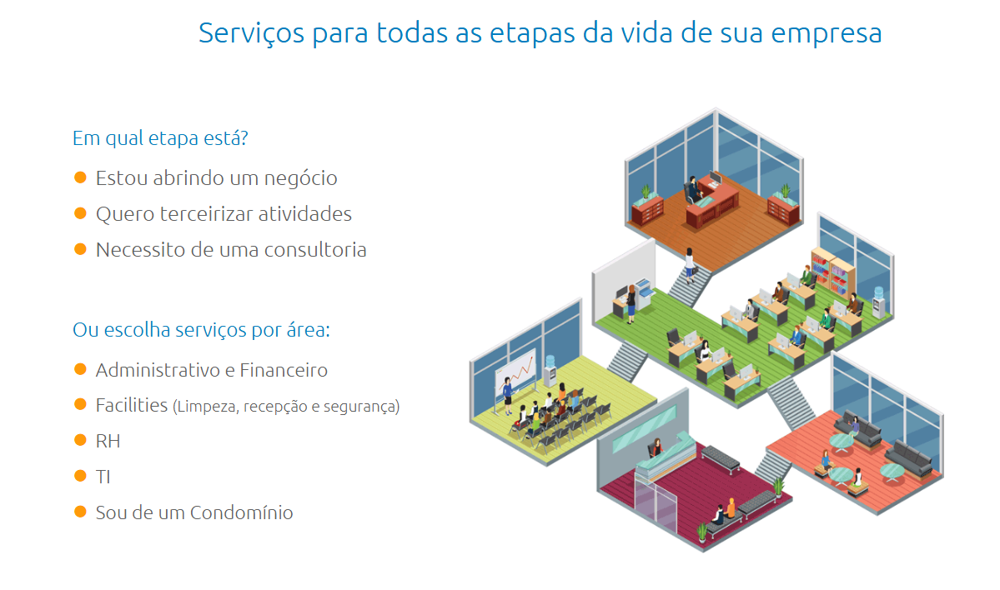 Serviços para todas as etapas da vida de sua empresa
Em qual etapa está?
Estou abrindo um negócio
Quero terceirizar atividades
Necessito de uma consultoria
Ou escolha serviços por área:
Administrativo e Financeiro
Facilities (Limpeza, recepção e segurança)
RH
TI
Sou de um Condomínio